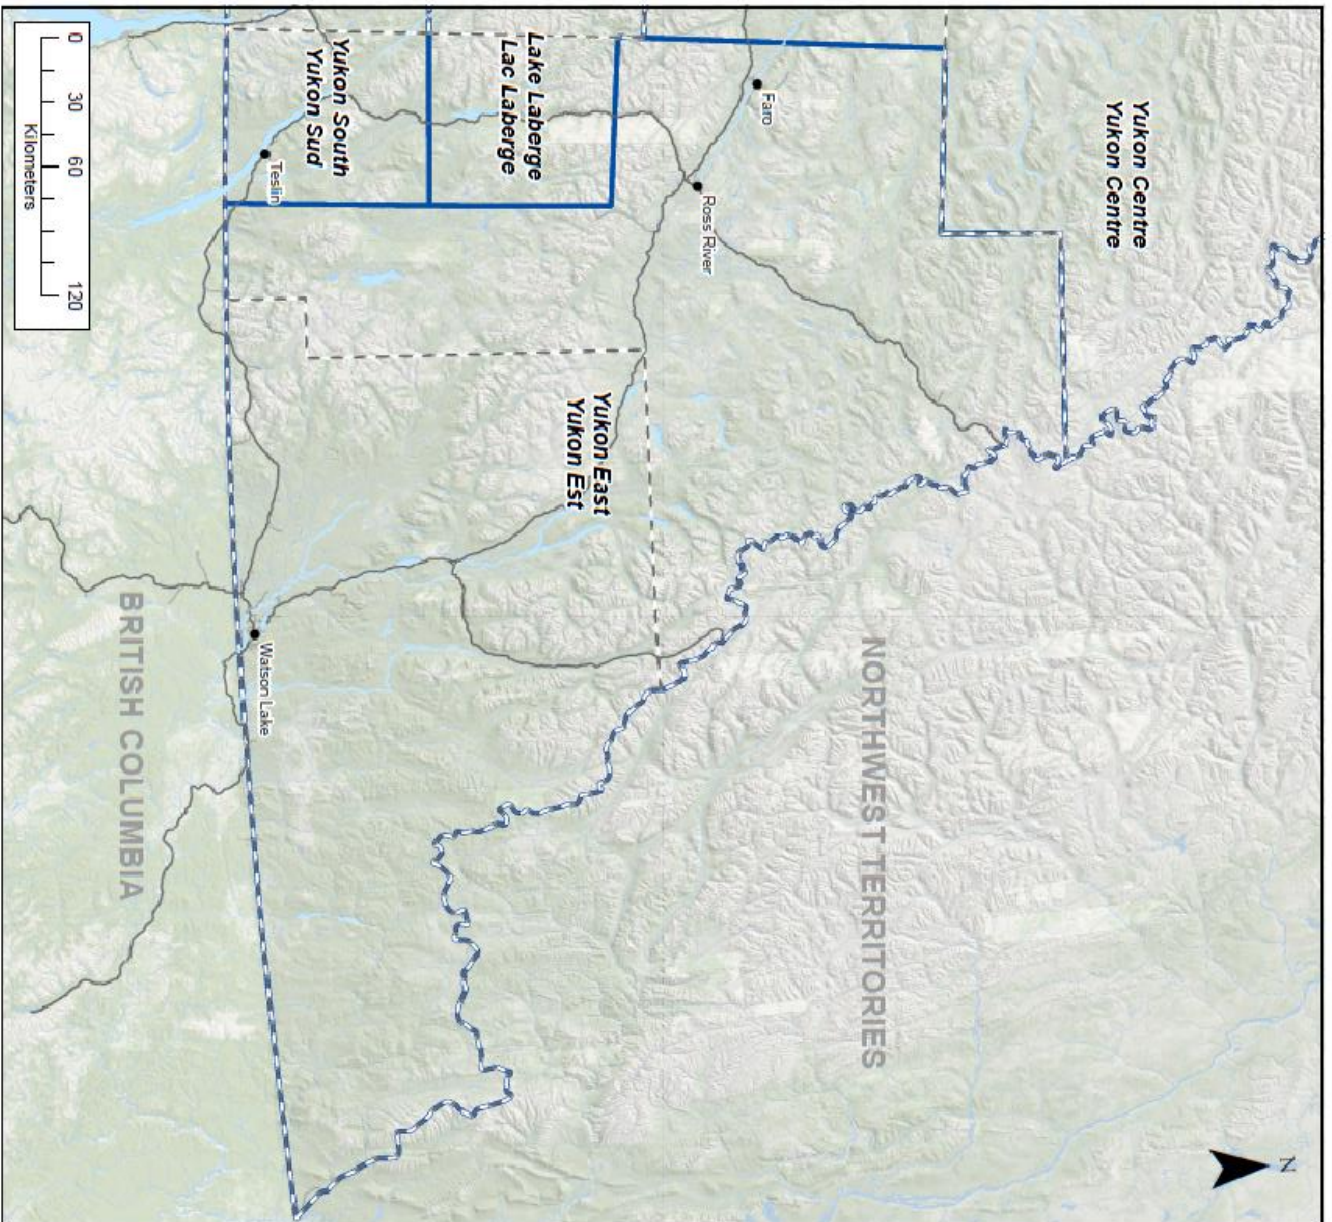 Yukon Centre
Yukon Centre
N
Faro
Ross River
NORTHWEST TERRITORIES
Lake Laberge
Lac Laberge
Yukon East
Yukon Est
Yukon South
Yukon Sud
Teslin
Watson Lake
BRITISH COLUMBIA
0 30 60 120
Kilometers